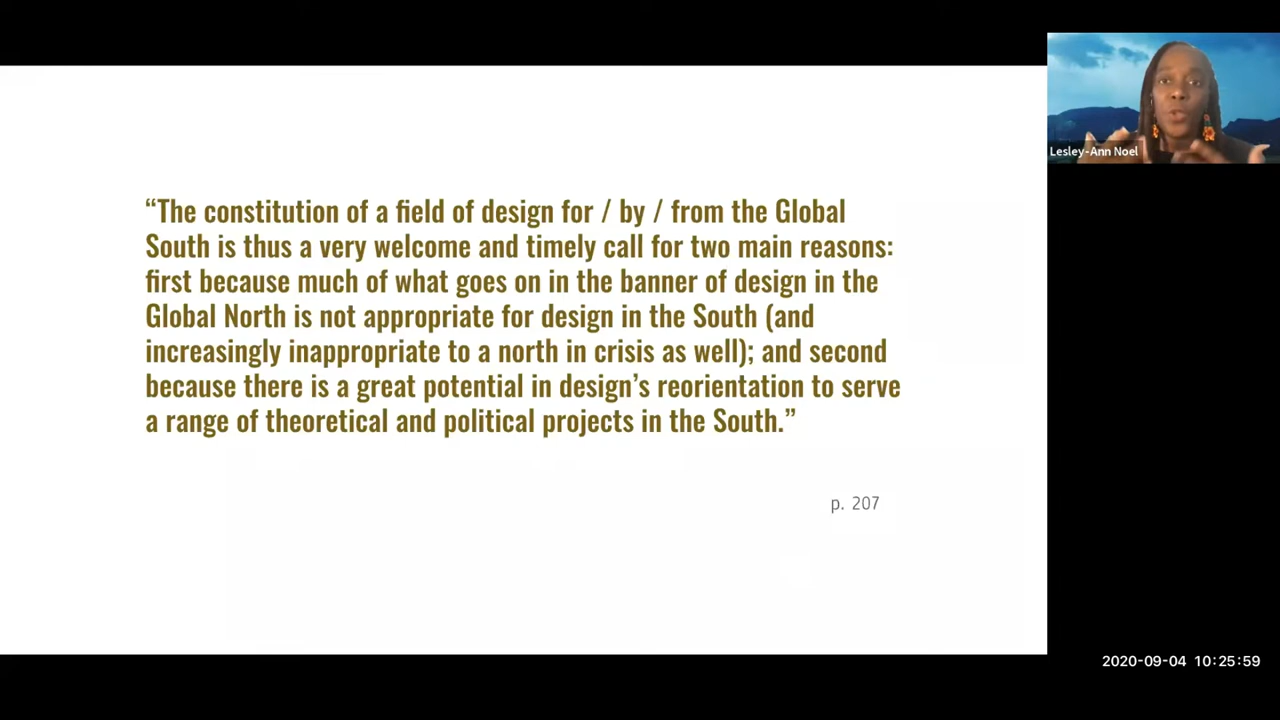 “The constitution of a field of design for / by / from the Global
South is thus a very welcome and timely call for two main reasons:
first because much of what goes on in the banner of design in the
Global North is not appropriate for design in the South (and
increasingly inappropriate to a north in crisis as well); and second
because there is a great potential in design’s reorientation to serve
a range of theoretical and political projects in the South.”
p. 207
Lesley-Ann Noel
2020-09-04 10:25:59